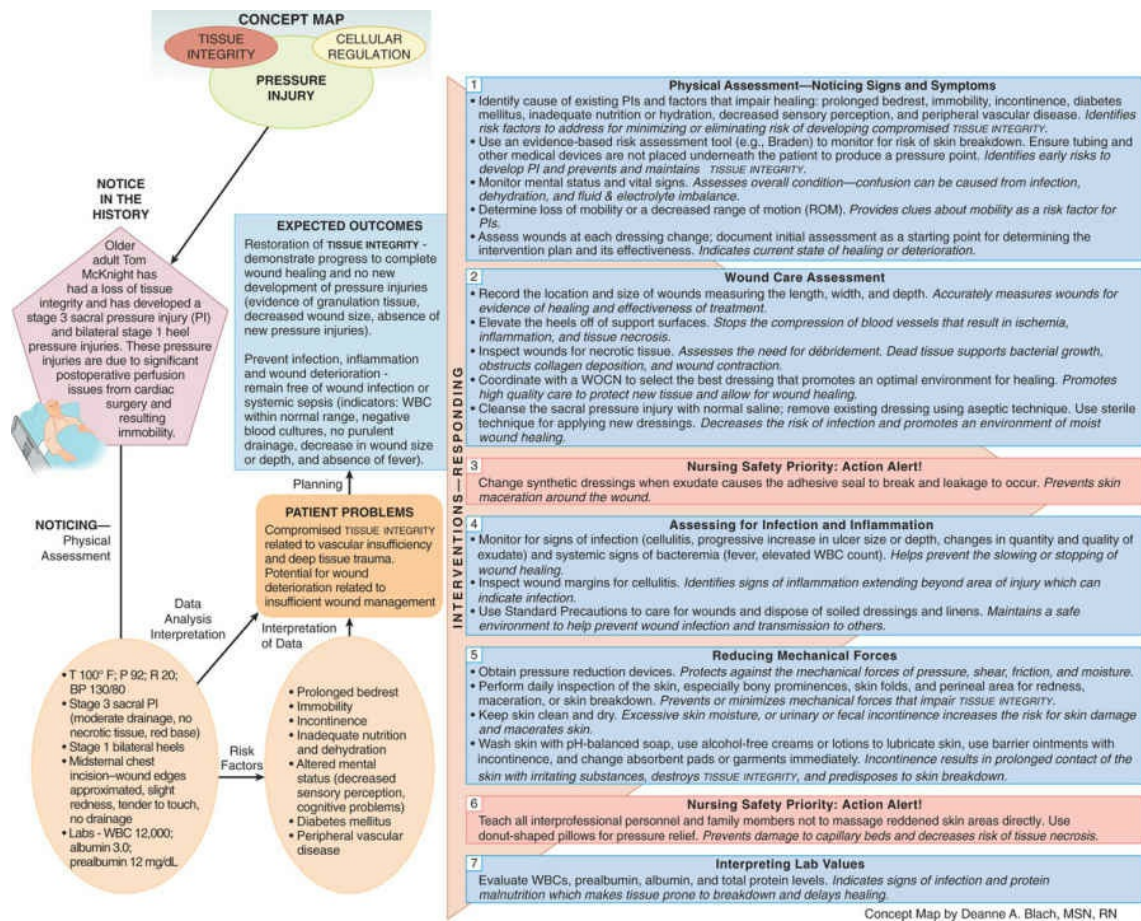 CONCEPT MAP
TISSUE
INTEGRITY
CELLULAR
REGULATION
PRESSURE
INJURY
NOTICE
IN THE
HISTORY
Older
adult Tom
McKnight has
had a loss of tissue
integrity and has developed a
stage 3 sacral pressure injury (PI)
and bilateral stage 1 heel
pressure injuries. These pressure
injuries are due to significant
postoperative perfusion
issues from cardiac
surgery and
resulting
immobility.
NOTICING—
Physical
Assessment
• T 100° F; P 92; R 20;
BP 130/80
• Stage 3 sacral PI
(moderate drainage, no
necrotic tissue, red base)
• Stage 1 bilateral heels
• Midsternal chest
incision–wound edges
approximated, slight
redness, tender to touch,
no drainage
• Labs - WBC 12,000;
albumin 3.0;
prealbumin 12 mg/dL
Data
Analysis
Interpretation
Risk
Factors
• Prolonged bedrest
• Immobility
• Incontinence
• Inadequate nutrition
and dehydration
• Altered mental
status (decreased
sensory perception,
cognitive problems)
• Diabetes mellitus
• Peripheral vascular
disease
Interpretation
of Data
PATIENT PROBLEMS
Compromised TISSUE INTEGRITY
related to vascular insufficiency
and deep tissue trauma.
Potential for wound
deterioration related to
insufficient wound management
Planning
EXPECTED OUTCOMES
Restoration of TISSUE INTEGRITY -
demonstrate progress to complete
wound healing and no new
development of pressure injuries
(evidence of granulation tissue,
decreased wound size, absence of
new pressure injuries).
Prevent infection, inflammation
and wound deterioration -
remain free of wound infection or
systemic sepsis (indicators: WBC
within normal range, negative
blood cultures, no purulent
drainage, decrease in wound size
or depth, and absence of fever).
INTERVENTIONS—RESPONDING
1
Physical Assessment—Noticing Signs and Symptoms
• Identify cause of existing PIs and factors that impair healing: prolonged bedrest, immobility, incontinence, diabetes
mellitus, inadequate nutrition or hydration, decreased sensory perception, and peripheral vascular disease. Identifies
risk factors to address for minimizing or eliminating risk of developing compromised TISSUE INTEGRITY.
• Use an evidence-based risk assessment tool (e.g., Braden) to monitor for risk of skin breakdown. Ensure tubing and
other medical devices are not placed underneath the patient to produce a pressure point. Identifies early risks to
develop PI and prevents and maintains TISSUE INTEGRITY.
• Monitor mental status and vital signs. Assesses overall condition—confusion can be caused from infection,
dehydration, and fluid & electrolyte imbalance.
• Determine loss of mobility or a decreased range of motion (ROM). Provides clues about mobility as a risk factor for
PIs.
• Assess wounds at each dressing change; document initial assessment as a starting point for determining the
intervention plan and its effectiveness. Indicates current state of healing or deterioration.
2
Wound Care Assessment
• Record the location and size of wounds measuring the length, width, and depth. Accurately measures wounds for
evidence of healing and effectiveness of treatment.
• Elevate the heels off of support surfaces. Stops the compression of blood vessels that result in ischemia,
inflammation, and tissue necrosis.
• Inspect wounds for necrotic tissue. Assesses the need for débridement. Dead tissue supports bacterial growth,
obstructs collagen deposition, and wound contraction.
• Coordinate with a WOCN to select the best dressing that promotes an optimal environment for healing. Promotes
high quality care to protect new tissue and allow for wound healing.
• Cleanse the sacral pressure injury with normal saline; remove existing dressing using aseptic technique. Use sterile
technique for applying new dressings. Decreases the risk of infection and promotes an environment of moist
wound healing.
3
Nursing Safety Priority: Action Alert!
Change synthetic dressings when exudate causes the adhesive seal to break and leakage to occur. Prevents skin
maceration around the wound.
4
Assessing for Infection and Inflammation
• Monitor for signs of infection (cellulitis, progressive increase in ulcer size or depth, changes in quantity and quality of
exudate) and systemic signs of bacteremia (fever, elevated WBC count). Helps prevent the slowing or stopping of
wound healing.
• Inspect wound margins for cellulitis. Identifies signs of inflammation extending beyond area of injury which can
indicate infection.
• Use Standard Precautions to care for wounds and dispose of soiled dressings and linens. Maintains a safe
environment to help prevent wound infection and transmission to others.
5
Reducing Mechanical Forces
• Obtain pressure reduction devices. Protects against the mechanical forces of pressure, shear, friction, and moisture.
• Perform daily inspection of the skin, especially bony prominences, skin folds, and perineal area for redness,
maceration, or skin breakdown. Prevents or minimizes mechanical forces that impair TISSUE INTEGRITY.
• Keep skin clean and dry. Excessive skin moisture, or urinary or fecal incontinence increases the risk for skin damage
and macerates skin.
• Wash skin with pH-balanced soap, use alcohol-free creams or lotions to lubricate skin, use barrier ointments with
incontinence, and change absorbent pads or garments immediately. Incontinence results in prolonged contact of the
skin with irritating substances, destroys TISSUE INTEGRITY, and predisposes to skin breakdown.
6
Nursing Safety Priority: Action Alert!
Teach all interprofessional personnel and family members not to massage reddened skin areas directly. Use
donut-shaped pillows for pressure relief. Prevents damage to capillary beds and decreases risk of tissue necrosis.
7
Interpreting Lab Values
Evaluate WBCs, prealbumin, albumin, and total protein levels. Indicates signs of infection and protein
malnutrition which makes tissue prone to breakdown and delays healing.
Concept Map by Deanne A. Blach, MSN, RN